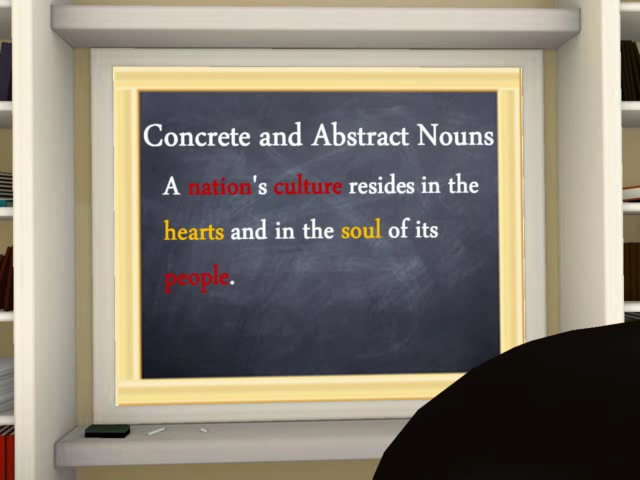 Concrete and Abstract Nouns
A nation's culture resides in the
hearts and in the soul of its
people.